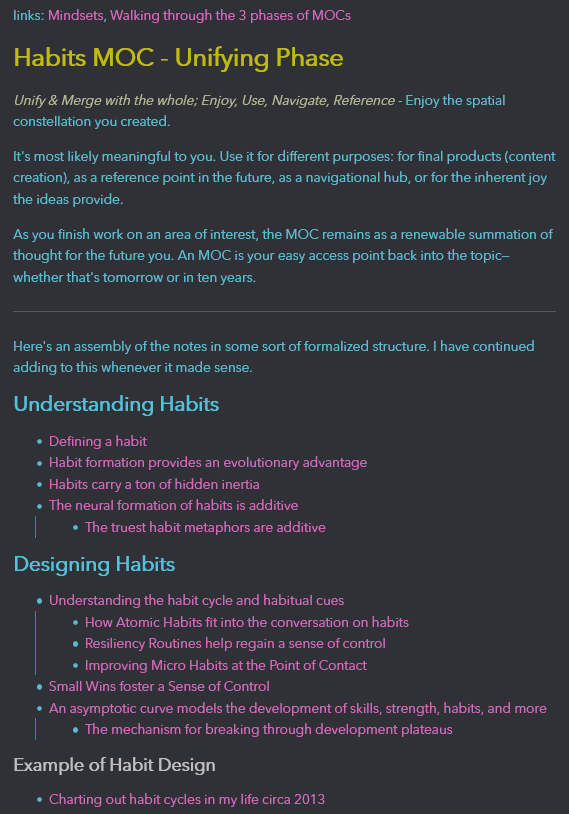 links: Mindsets, Walking through the 3 phases of MOCs
Habits MOC - Unifying Phase
Unify & Merge with the whole; Enjoy, Use, Navigate, Reference - Enjoy the spatial
constellation you created.
It's most likely meaningful to you. Use it for different purposes: for final products (content
creation), as a reference point in the future, as a navigational hub, or for the inherent joy
the ideas provide.
As you finish work on an area of interest, the MOC remains as a renewable summation of
thought for the future you. An MOC is your easy access point back into the topic—
whether that's tomorrow or in ten years.
Here's an assembly of the notes in some sort of formalized structure. I have continued
adding to this whenever it made sense.
Understanding Habits
• Defining a habit
• Habit formation provides an evolutionary advantage
• Habits carry a ton of hidden inertia
• The neural formation of habits is additive
• The truest habit metaphors are additive
Designing Habits
• Understanding the habit cycle and habitual cues
• How Atomic Habits fit into the conversation on habits
• Resiliency Routines help regain a sense of control
• Improving Micro Habits at the Point of Contact
• Small Wins foster a Sense of Control
• An asymptotic curve models the development of skills, strength, habits, and more
• The mechanism for breaking through development plateaus
Example of Habit Design
• Charting out habit cycles in my life circa 2013